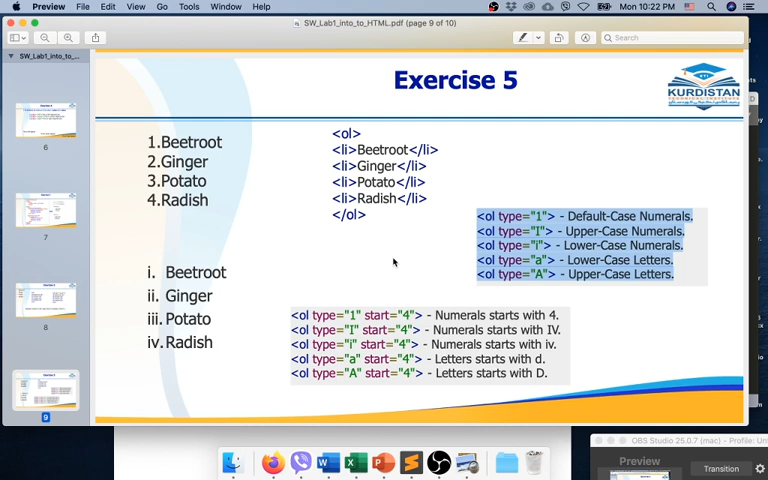 Preview File Edit View Go Tools Window Help
Mon 10:22 PM
SW_Lab1_into_to_HTML.pdf (page 9 of 10)
Search
SW_Lab1_into_to_...
6
7
8
9
Exercise 5
KURDISTAN
1.Beetroot
2.Ginger
3.Potato
4.Radish
<ol>
<li>Beetroot</li>
<li>Ginger</li>
<li>Potato</li>
<li>Radish</li>
</ol>
<ol type="1"> - Default-Case Numerals.
<ol type="I"> - Upper-Case Numerals.
<ol type="i"> - Lower-Case Numerals.
<ol type="a"> - Lower-Case Letters.
<ol type="A"> - Upper-Case Letters.
i. Beetroot
ii. Ginger
iii. Potato
iv. Radish
<ol type="1" start="4"> - Numerals starts with 4.
<ol type="I" start="4"> - Numerals starts with IV.
<ol type="i" start="4"> - Numerals starts with iv.
<ol type="a" start="4"> - Letters starts with d.
<ol type="A" start="4"> - Letters starts with D.
OBS Studio 25.0.7 (mac) - Profile: Un
Preview
Transition